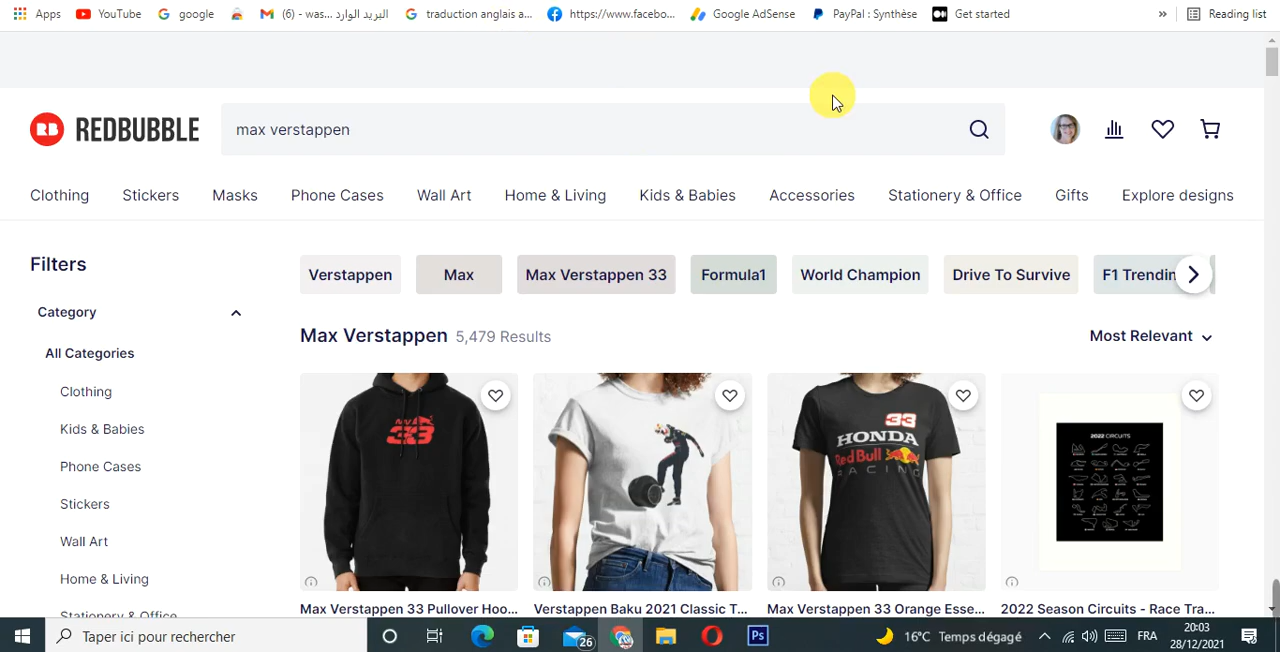 Apps YouTube google (6) - was... البريد الوارد traduction anglais a... https://www.facebo... Google AdSense PayPal : Synthèse Get started » Reading list
RB REDBUBBLE max verstappen
Clothing Stickers Masks Phone Cases Wall Art Home & Living Kids & Babies Accessories Stationery & Office Gifts Explore designs
Filters
Verstappen Max Max Verstappen 33 Formula1 World Champion Drive To Survive F1 Trendin
Category
Max Verstappen 5,479 Results Most Relevant
All Categories
Clothing
Kids & Babies
Phone Cases
Stickers
Wall Art
Home & Living
Stationery & Office
33
33
HONDA
Red Bull
RACING
2022 CIRCUITS
Max Verstappen 33 Pullover Hoo... Verstappen Baku 2021 Classic T... Max Verstappen 33 Orange Esse... 2022 Season Circuits - Race Tra...
Taper ici pour rechercher 26 Ps 16°C Temps dégagé FRA 20:03
28/12/2021